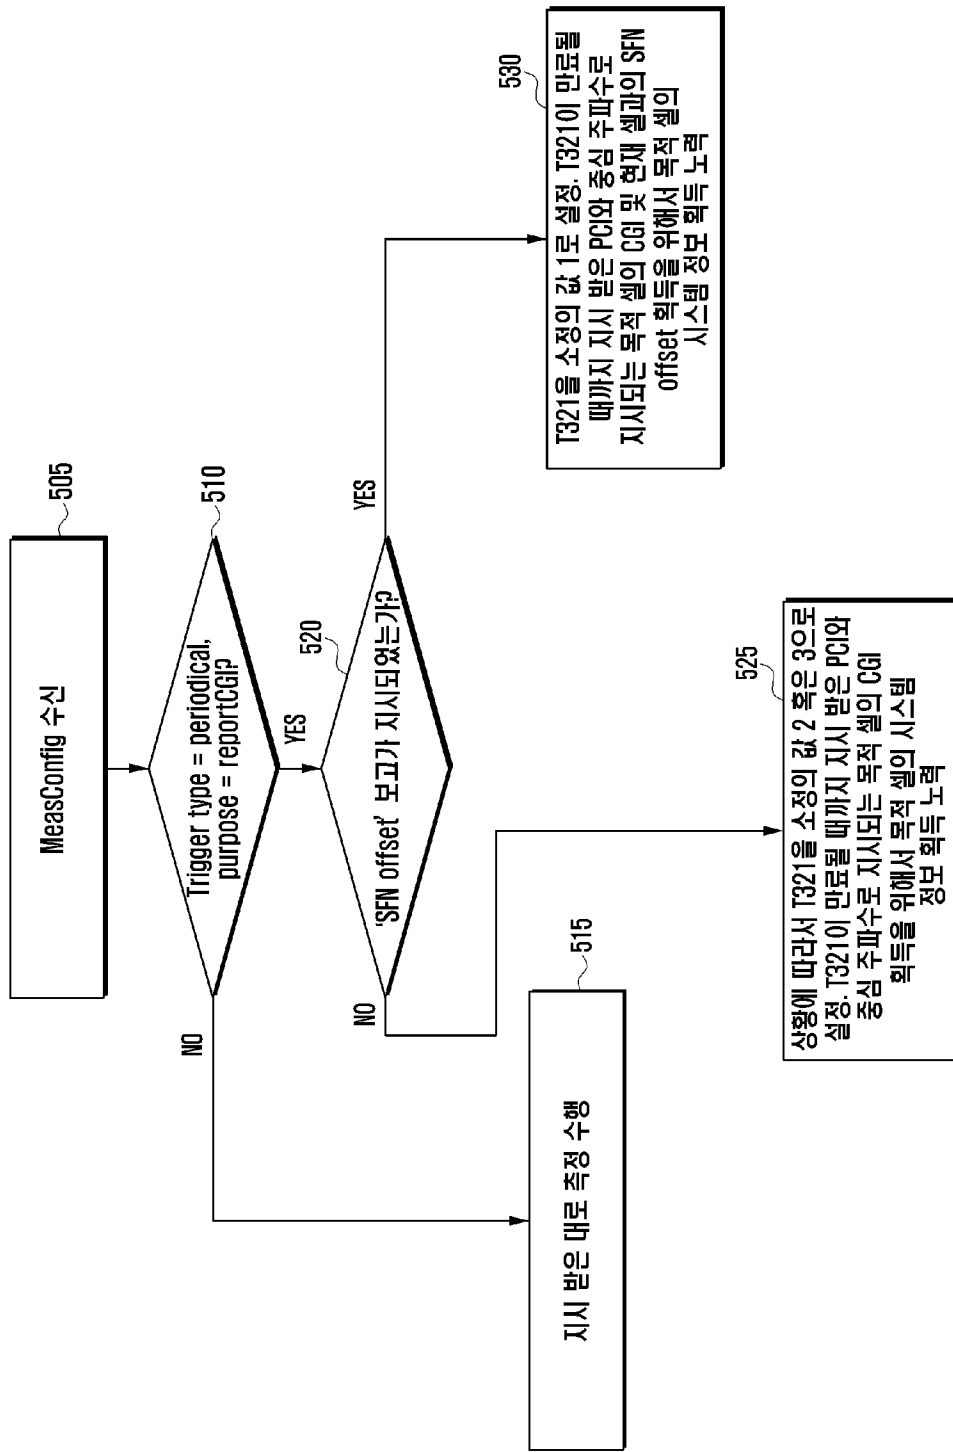 MeasConfig 수신
505
Trigger type = periodical,
purpose = reportCGI?
510
NO
YES
지시 받은 대로 측정 수행
515
'SFN offset' 보고가 지시되었는가?
520
NO
YES
상황에 따라서 T321을 소정의 값 2 혹은 3으로
설정. T321이 만료될 때까지 지시 받은 PCI와
중심 주파수로 지시되는 목적 셀의 CGI
획득을 위해서 목적 셀의 시스템
정보 획득 노력
525
T321을 소정의 값 1로 설정. T321이 만료될
때까지 지시 받은 PCI와 중심 주파수로
지시되는 목적 셀의 CGI 및 현재 셀과의 SFN
offset 획득을 위해서 목적 셀의
시스템 정보 획득 노력
530